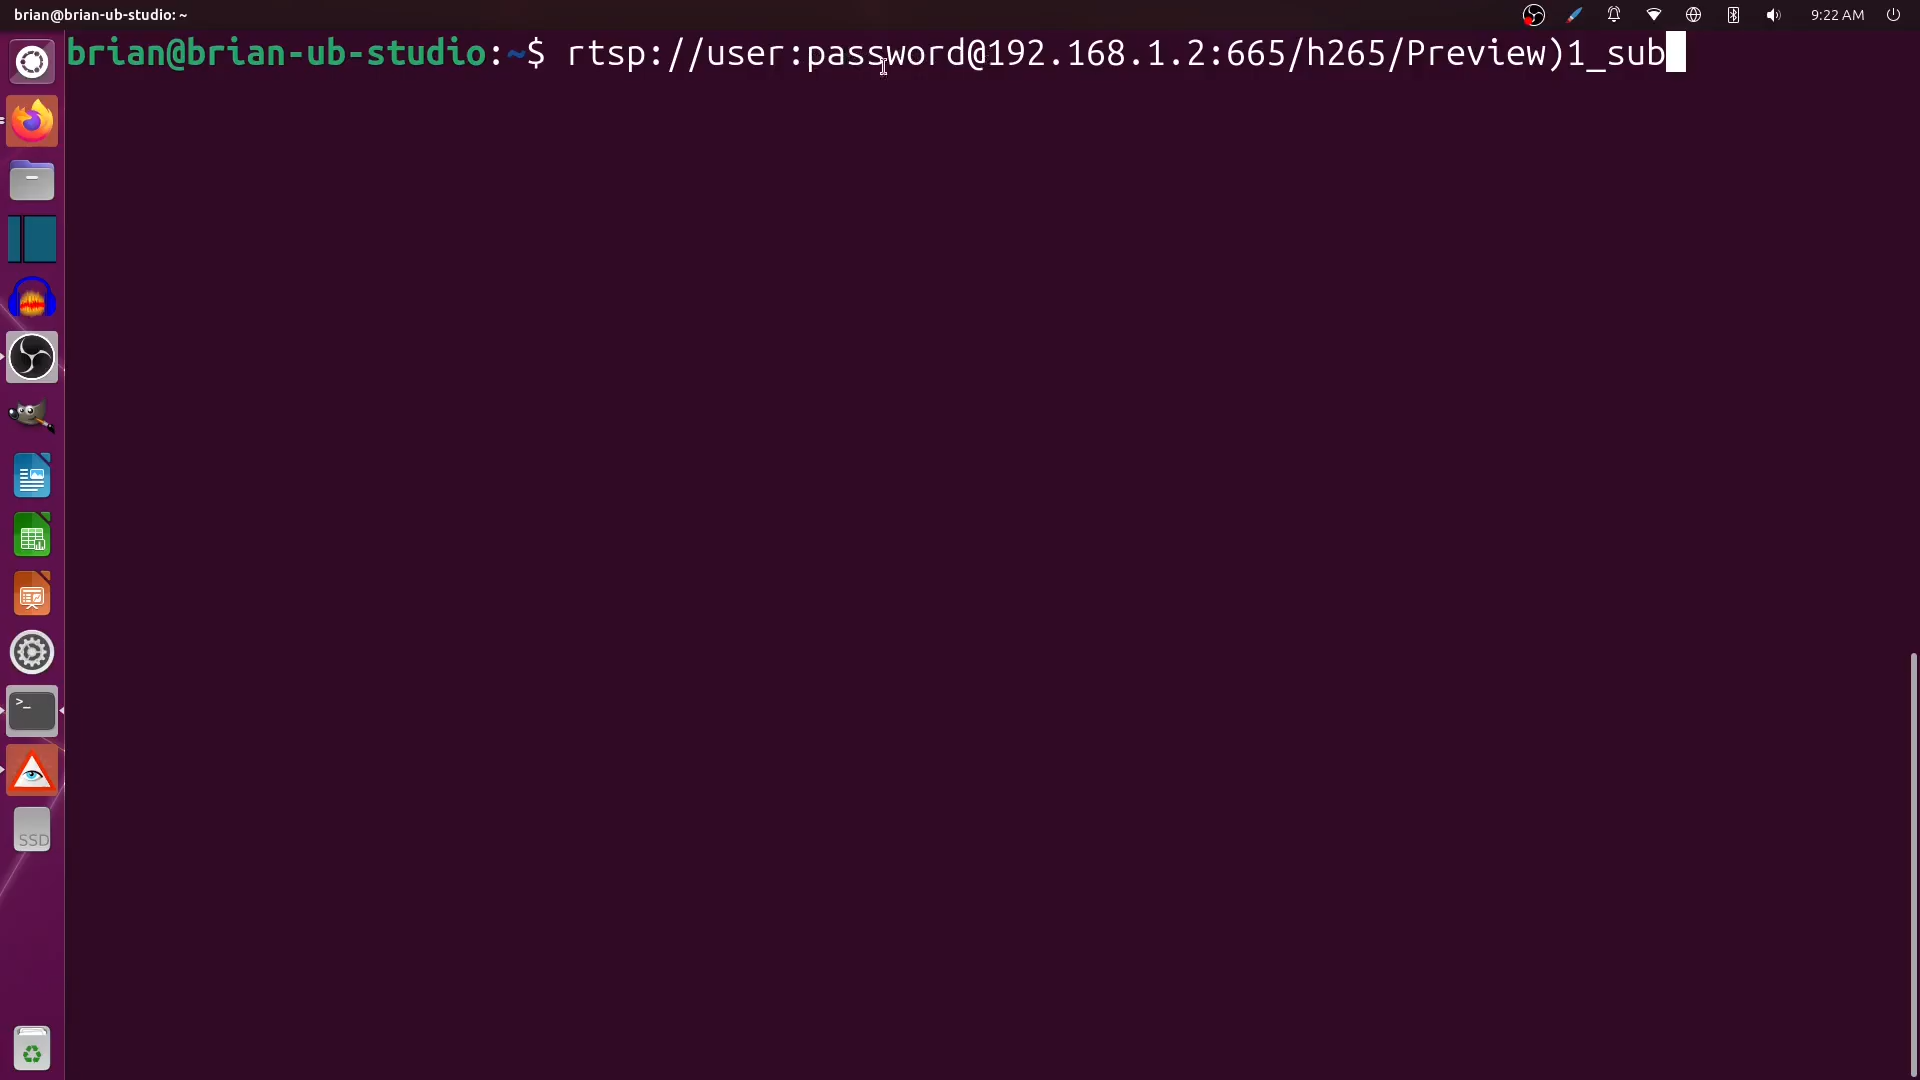 brian@brian-ub-studio: ~
9:22 AM
brian@brian-ub-studio:~$ rtsp://user:password@192.168.1.2:665/h265/Preview)1_sub
>_
SSD